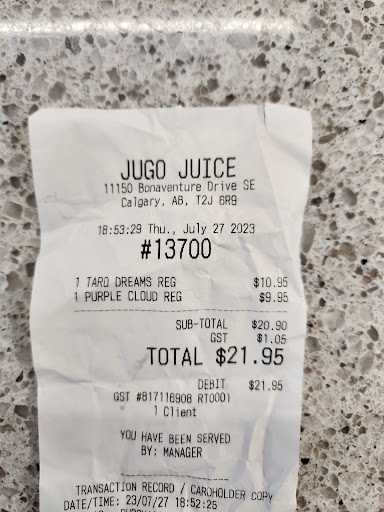 JUGO JUICE
11150 Bonaventure Drive SE
Calgary, AB, T2J 6R9
18:53:29 Thu., July 27 2023
#13700
1 TARO DREAMS REG $10.95
1 PURPLE CLOUD REG $9.95
SUB-TOTAL $20.90
GST $1.05
TOTAL $21.95
DEBIT $21.95
GST #817116908 RT0001
1 Client
YOU HAVE BEEN SERVED
BY: MANAGER
TRANSACTION RECORD / CARDHOLDER COPY
DATE/TIME: 23/07/27 18:52:25